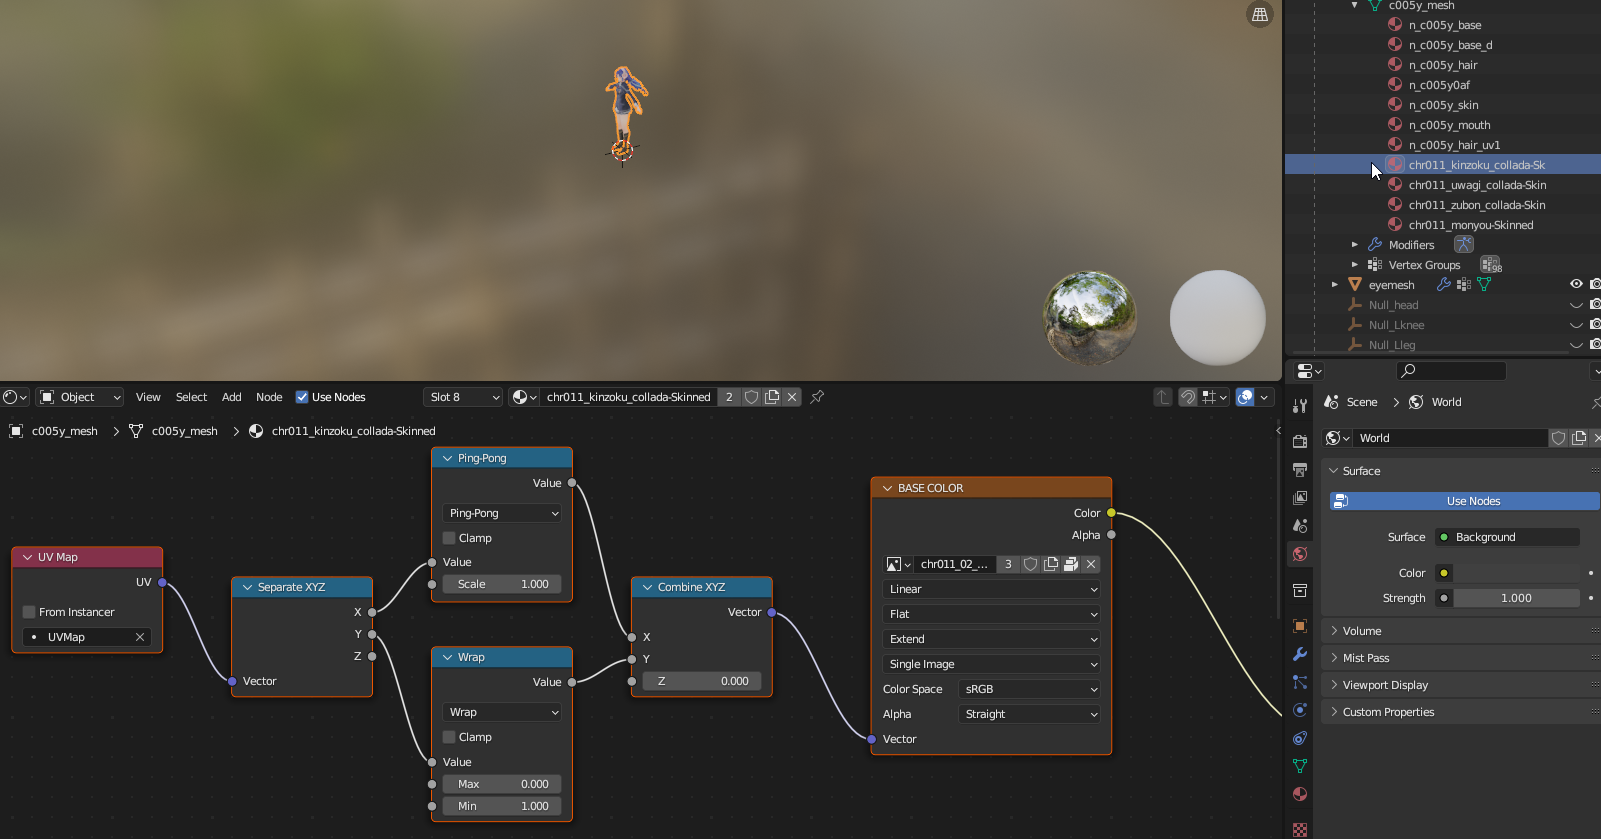 c005y_mesh
n_c005y_base
n_c005y_base_d
n_c005y_hair
n_c005y0af
n_c005y_skin
n_c005y_mouth
n_c005y_hair_uv1
chr011_kinzoku_collada-Sk
chr011_uwagi_collada-Skin
chr011_zubon_collada-Skin
chr011_monyou-Skinned
Modifiers
Vertex Groups 98
eyemesh
Null_head
Null_Lknee
Null_Lleg
Object View Select Add Node Use Nodes Slot 8 chr011_kinzoku_collada-Skinned 2
c005y_mesh c005y_mesh chr011_kinzoku_collada-Skinned
UV Map
UV
From Instancer
UVMap
Separate XYZ
X
Y
Z
Vector
Ping-Pong
Value
Ping-Pong
Clamp
Value
Scale 1.000
Wrap
Value
Wrap
Clamp
Value
Max 0.000
Min 1.000
Combine XYZ
Vector
X
Y
Z 0.000
BASE COLOR
Color
Alpha
chr011_02_... 3
Linear
Flat
Extend
Single Image
Color Space sRGB
Alpha Straight
Vector
Scene World
World
Surface
Use Nodes
Surface Background
Color
Strength 1.000
Volume
Mist Pass
Viewport Display
Custom Properties